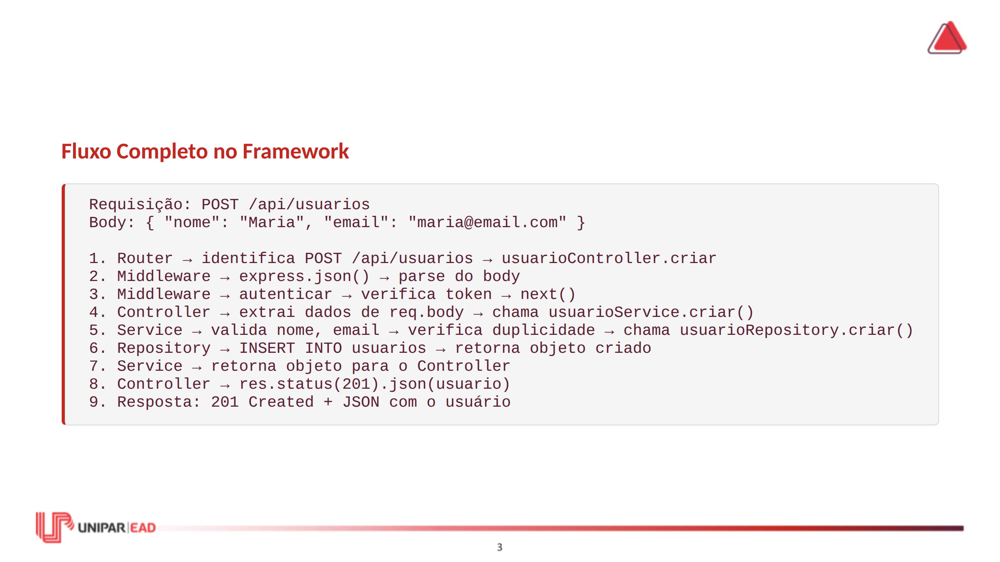 Fluxo Completo no Framework
Requisição: POST /api/usuarios
Body: { "nome": "Maria", "email": "maria@email.com" }
1. Router → identifica POST /api/usuarios → usuarioController.criar
2. Middleware → express.json() → parse do body
3. Middleware → autenticar → verifica token → next()
4. Controller → extrai dados de req.body → chama usuarioService.criar()
5. Service → valida nome, email → verifica duplicidade → chama usuarioRepository.criar()
6. Repository → INSERT INTO usuarios → retorna objeto criado
7. Service → retorna objeto para o Controller
8. Controller → res.status(201).json(usuario)
9. Resposta: 201 Created + JSON com o usuário
UNIPAR|EAD
3